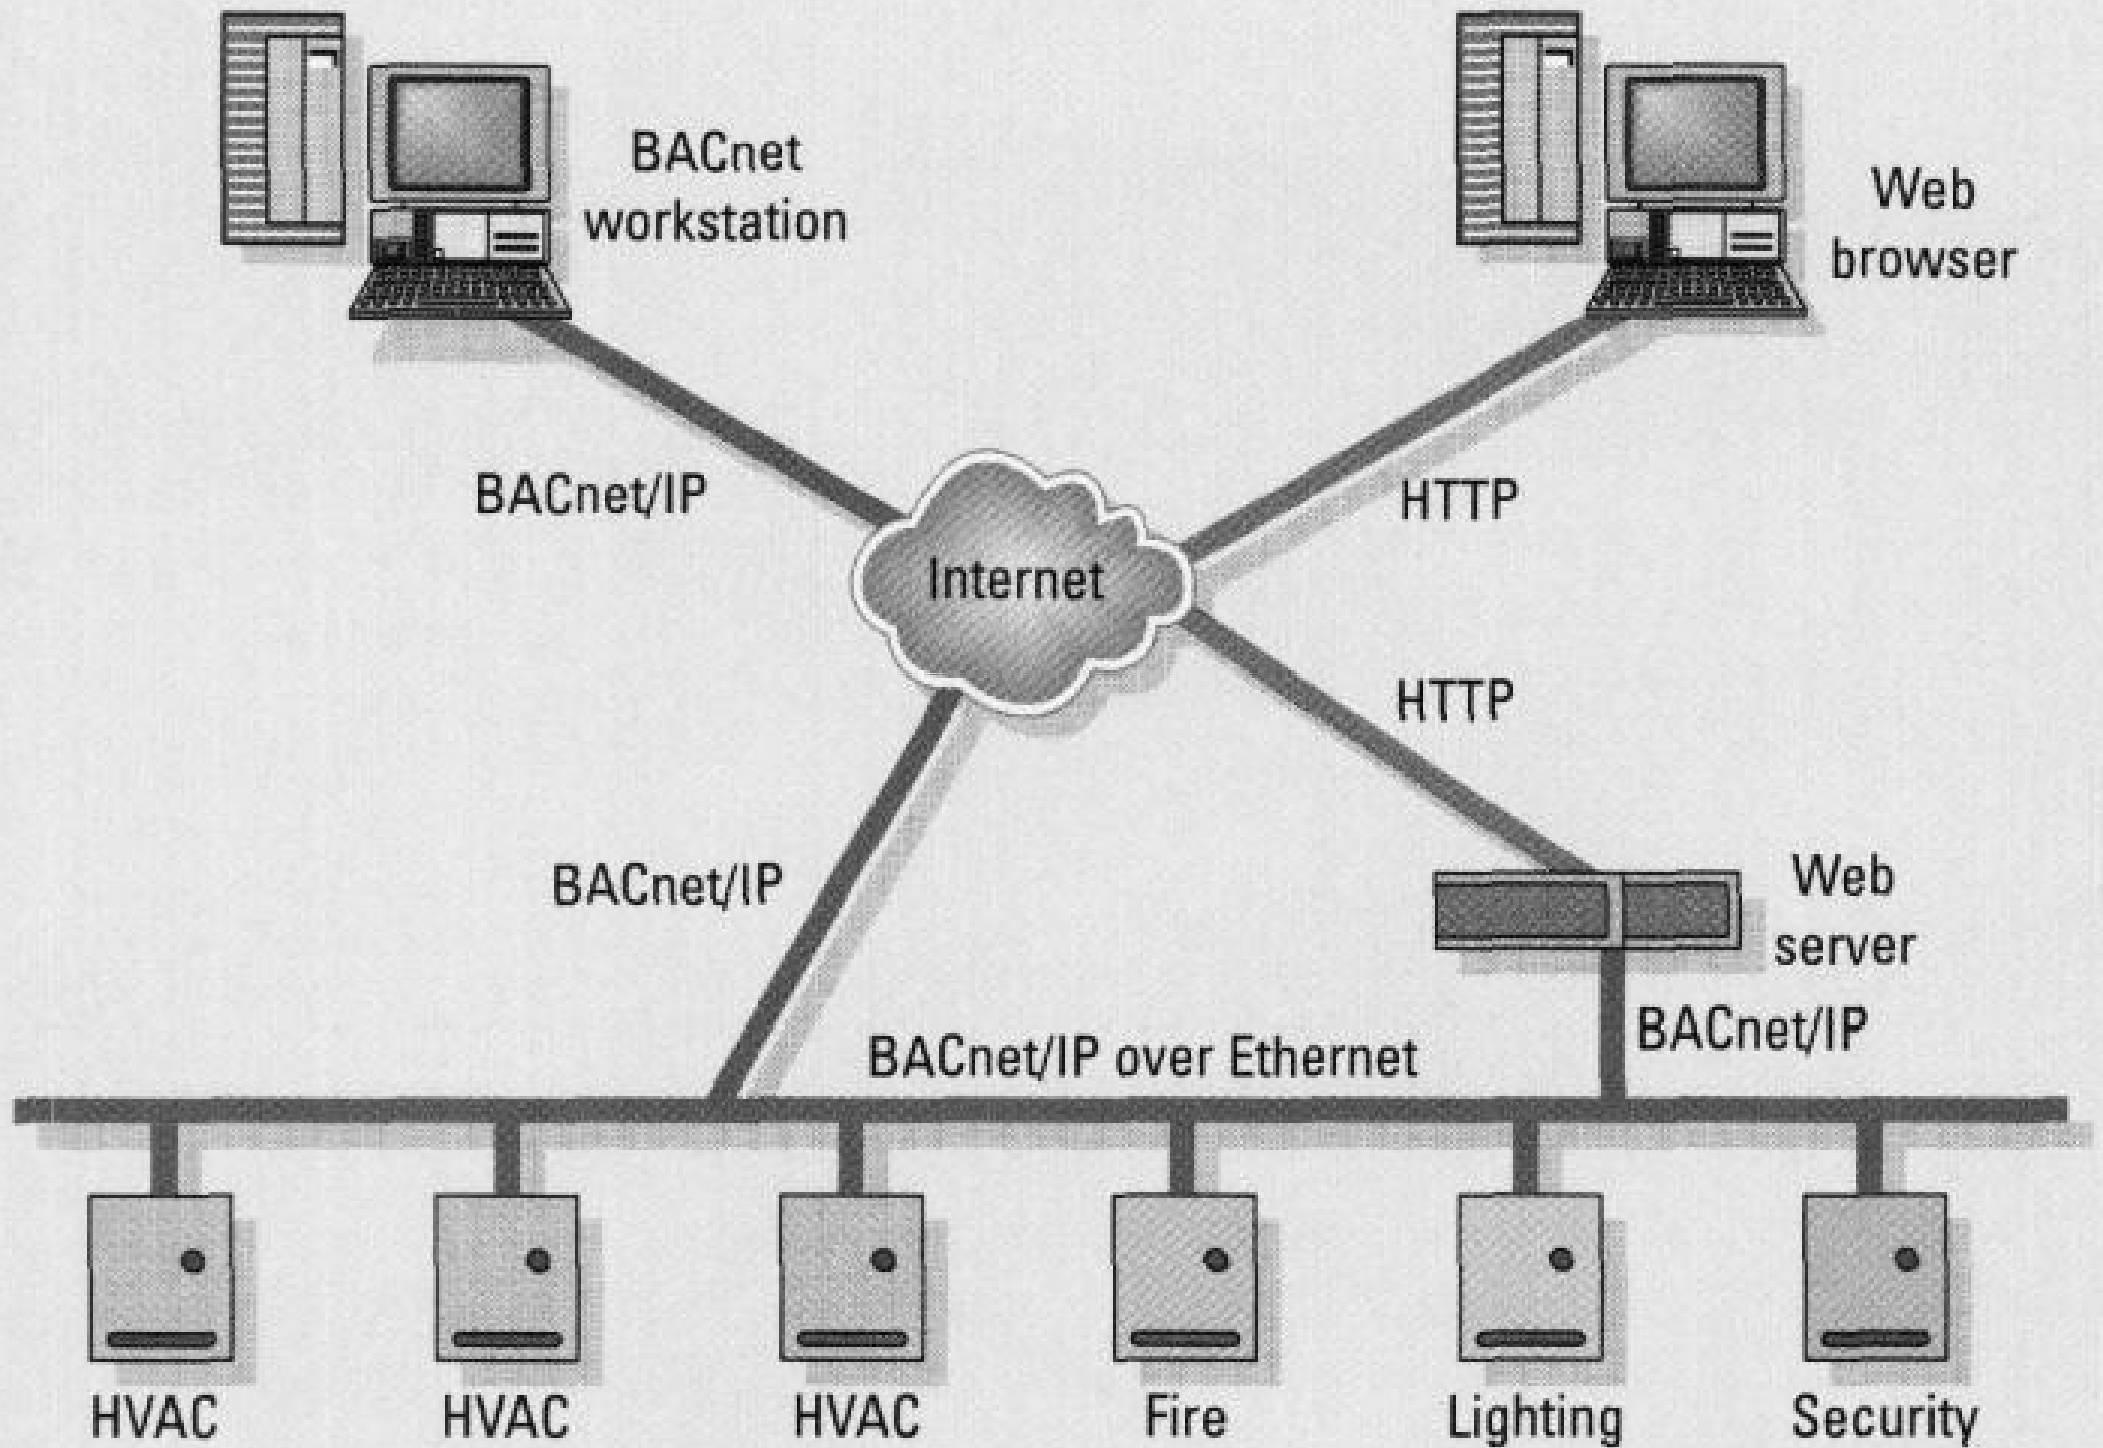 BACnet
workstation
Web
browser
BACnet/IP
HTTP
Internet
HTTP
BACnet/IP
Web
server
BACnet/IP
BACnet/IP over Ethernet
HVAC
HVAC
HVAC
Fire
Lighting
Security